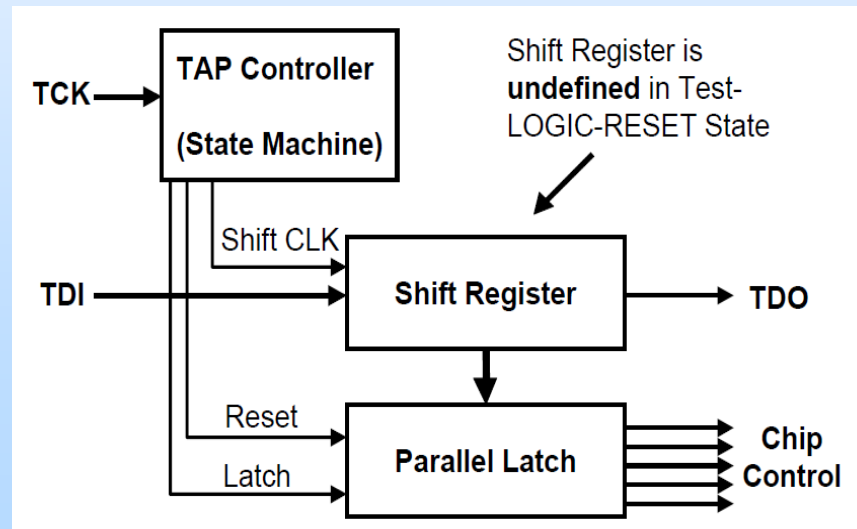 TAP Controller
(State Machine)
TCK
Shift Register is
undefined in Test-
LOGIC-RESET State
Shift CLK
TDI
Shift Register
TDO
Reset
Latch
Parallel Latch
Chip
Control